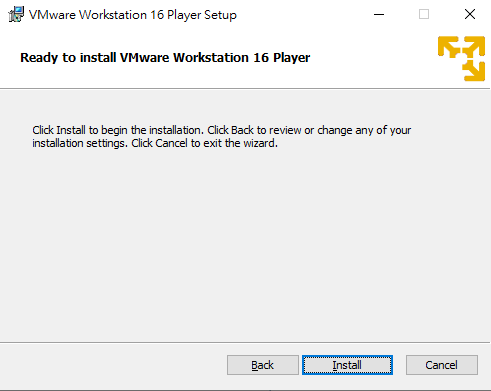 VMware Workstation 16 Player Setup
Ready to install VMware Workstation 16 Player
Click Install to begin the installation. Click Back to review or change any of your
installation settings. Click Cancel to exit the wizard.
Back Install Cancel